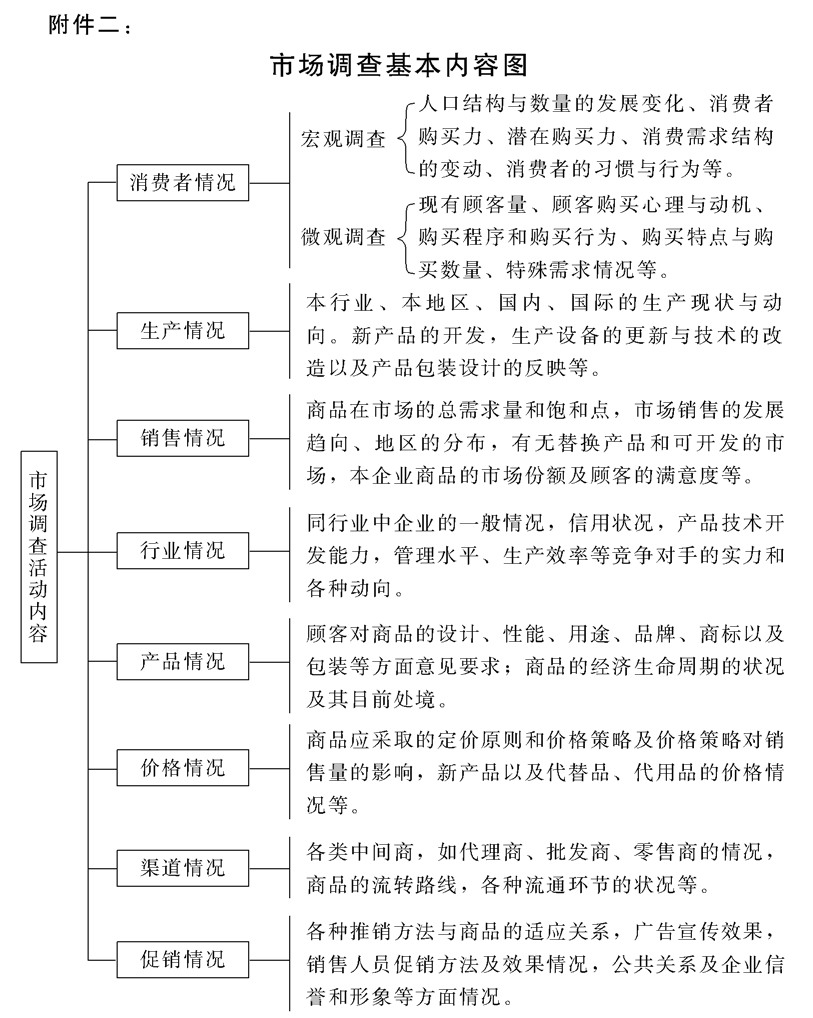 附件二：
市场调查基本内容图
市场调查活动内容
消费者情况
宏观调查
人口结构与数量的发展变化、消费者
购买力、潜在购买力、消费需求结构
的变动、消费者的习惯与行为等。
微观调查
现有顾客量、顾客购买心理与动机、
购买程序和购买行为、购买特点与购
买数量、特殊需求情况等。
生产情况
本行业、本地区、国内、国际的生产现状与动
向。新产品的开发，生产设备的更新与技术的改
造以及产品包装设计的反映等。
销售情况
商品在市场的总需求量和饱和点，市场销售的发展
趋向、地区的分布，有无替换产品和可开发的市
场，本企业商品的市场份额及顾客的满意度等。
行业情况
同行业中企业的一般情况，信用状况，产品技术开
发能力，管理水平、生产效率等竞争对手的实力和
各种动向。
产品情况
顾客对商品的设计、性能、用途、品牌、商标以及
包装等方面意见要求；商品的经济生命周期的状况
及其目前处境。
价格情况
商品应采取的定价原则和价格策略及价格策略对销
售量的影响，新产品以及代替品、代用品的价格情
况等。
渠道情况
各类中间商，如代理商、批发商、零售商的情况，
商品的流转路线，各种流通环节的状况等。
促销情况
各种推销方法与商品的适应关系，广告宣传效果，
销售人员促销方法及效果情况，公共关系及企业信
誉和形象等方面情况。